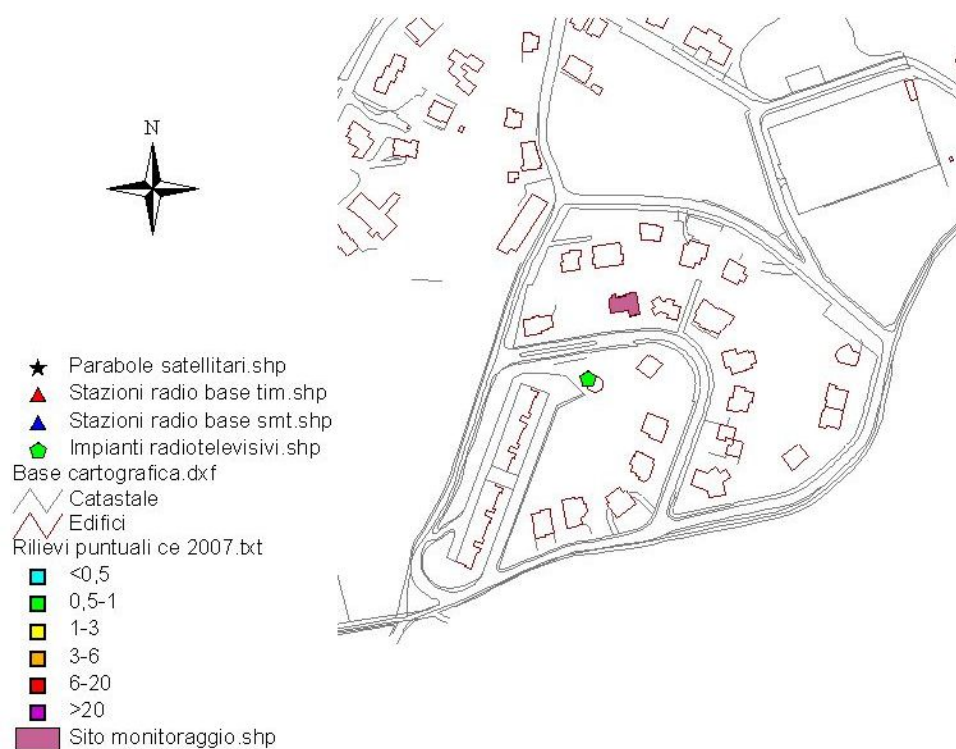 N
Parabole satellitari.shp
Stazioni radio base tim.shp
Stazioni radio base smt.shp
Impianti radiotelevisivi.shp
Base cartografica.dxf
Catastale
Edifici
Rilievi puntuali ce 2007.txt
<0,5
0,5-1
1-3
3-6
6-20
>20
Sito monitoraggio.shp